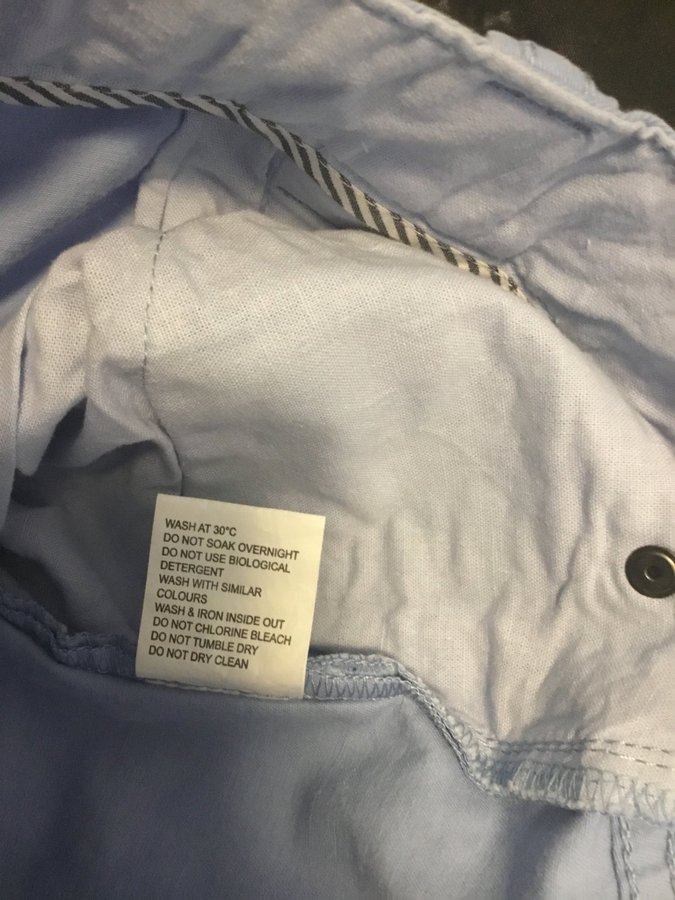 WASH AT 30°C
DO NOT SOAK OVERNIGHT
DO NOT USE BIOLOGICAL
DETERGENT
WASH WITH SIMILAR
COLOURS
WASH & IRON INSIDE OUT
DO NOT CHLORINE BLEACH
DO NOT TUMBLE DRY
DO NOT DRY CLEAN